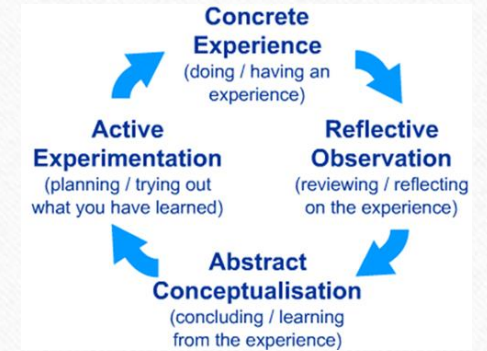 Concrete
Experience
(doing / having an
experience)
Reflective
Observation
(reviewing / reflecting
on the experience)
Abstract
Conceptualisation
(concluding / learning
from the experience)
Active
Experimentation
(planning / trying out
what you have learned)